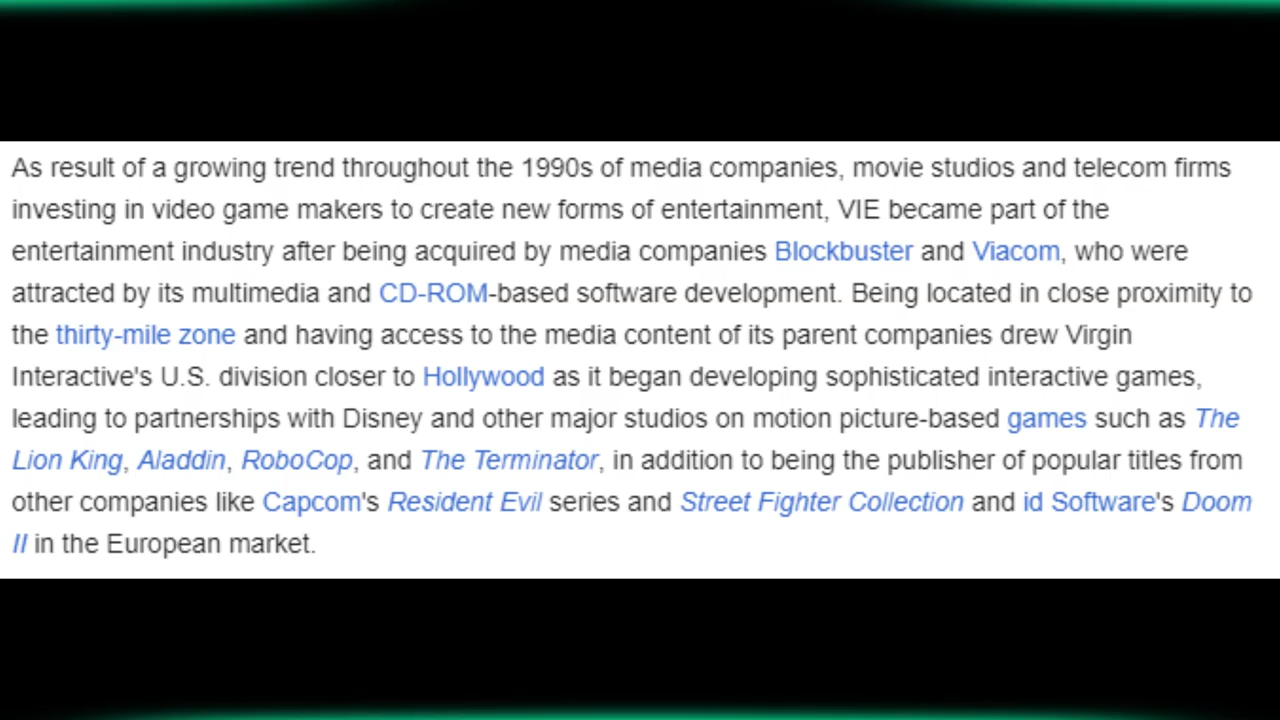 As result of a growing trend throughout the 1990s of media companies, movie studios and telecom firms
investing in video game makers to create new forms of entertainment, VIE became part of the
entertainment industry after being acquired by media companies Blockbuster and Viacom, who were
attracted by its multimedia and CD-ROM-based software development. Being located in close proximity to
the thirty-mile zone and having access to the media content of its parent companies drew Virgin
Interactive's U.S. division closer to Hollywood as it began developing sophisticated interactive games,
leading to partnerships with Disney and other major studios on motion picture-based games such as The
Lion King, Aladdin, RoboCop, and The Terminator, in addition to being the publisher of popular titles from
other companies like Capcom's Resident Evil series and Street Fighter Collection and id Software's Doom
II in the European market.